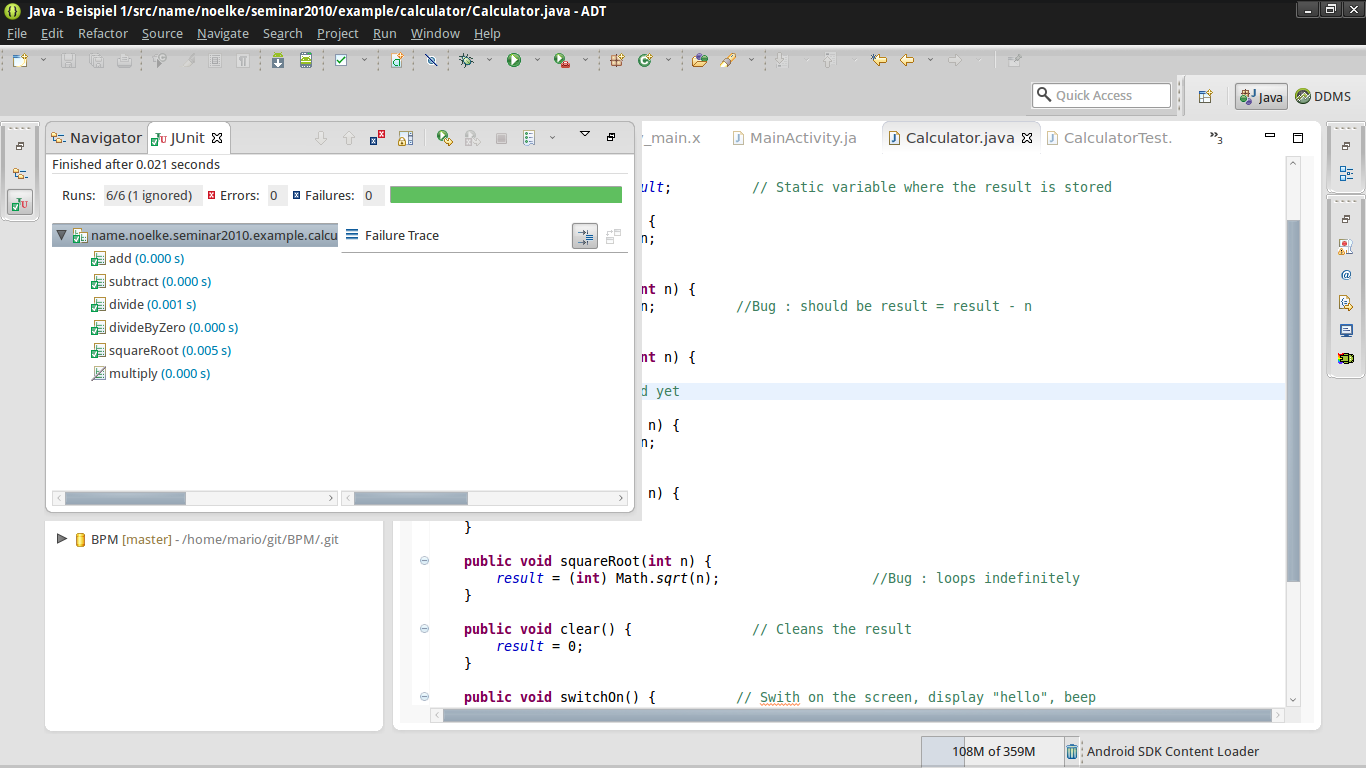 Java - Beispiel 1/src/name/noelke/seminar2010/example/calculator/Calculator.java - ADT
File Edit Refactor Source Navigate Search Project Run Window Help
Quick Access
Java
DDMS
Navigator
JUnit
_main.x
MainActivity.ja
Calculator.java
CalculatorTest.
»3
Finished after 0.021 seconds
Runs: 6/6 (1 ignored) Errors: 0 Failures: 0
name.noelke.seminar2010.example.calcu
add (0.000 s)
subtract (0.000 s)
divide (0.001 s)
divideByZero (0.000 s)
squareRoot (0.005 s)
multiply (0.000 s)
Failure Trace
BPM [master] - /home/mario/git/BPM/.git
ult; // Static variable where the result is stored
{
n;
nt n) {
n; //Bug : should be result = result - n
nt n) {
d yet
n) {
n;
n) {
}
public void squareRoot(int n) {
result = (int) Math.sqrt(n); //Bug : loops indefinitely
}
public void clear() { // Cleans the result
result = 0;
}
public void switchOn() { // Swith on the screen, display "hello", beep
108M of 359M
Android SDK Content Loader